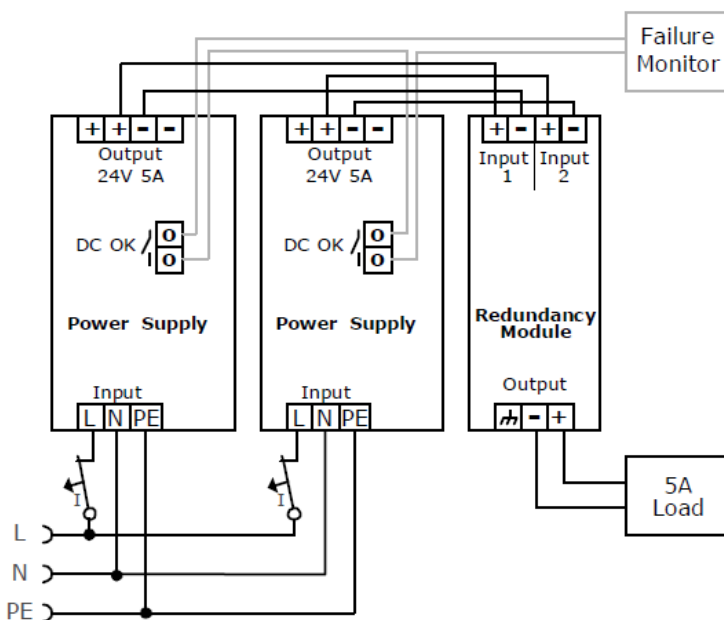 Failure
Monitor
+ + - -
Output
24V 5A
DC OK
O
O
Power Supply
Input
L N PE
I
+ + - -
Output
24V 5A
DC OK
O
O
Power Supply
Input
L N PE
I
+ - + -
Input
1
Input
2
Redundancy
Module
Output
- +
5A
Load
L
N
PE